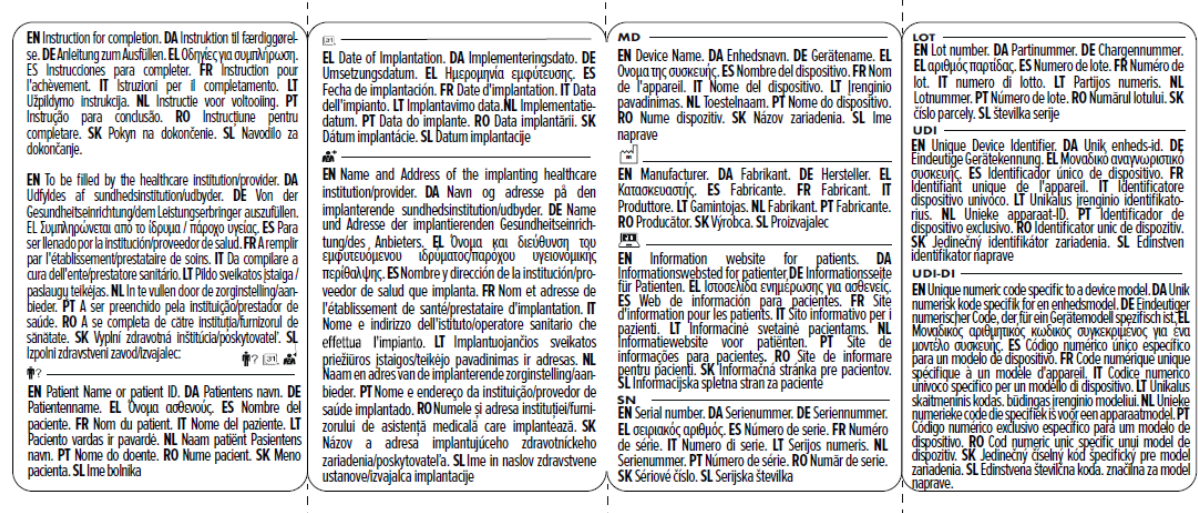 EN Instruction for completion. DA Instruktion til færdiggørel-
se. DE Anleitung zum Ausfüllen. EL Οδηγίες για συμπλήρωση.
ES Instrucciones para completer. FR Instruction pour
l'achèvement. IT Istruzioni per il completamento. LT
Užpildymo instrukcija. NL Instructie voor voltooiing. PT
Instrução para conclusão. RO Instrucțiune pentru
completare. SK Pokyn na dokončenie. SL Navodilo za
dokončanje.
EN To be filled by the healthcare institution/provider. DA
Udfyldes af sundhedsinstitution/udbyder. DE Von der
Gesundheitseinrichtung/dem Leistungserbringer auszufüllen.
EL Συμπληρώνεται από το ίδρυμα / πάροχο υγείας. ES Para
ser llenado por la institución/proveedor de salud. FR A remplir
par l'établissement/prestataire de soins. IT Da compilare a
cura dell'ente/prestatore sanitário. LT Pildo sveikatos įstaiga /
paslaugų teikėjas. NL In te vullen door de zorginstelling/aan-
bieder. PT A ser preenchido pela instituição/prestador de
saúde. RO A se completa de către instituția/furnizorul de
sănătate. SK Vyplní zdravotná inštitúcia/poskytovateľ. SL
Izpolni zdravstveni zavod/izvajalec:
EN Patient Name or patient ID. DA Patientens navn. DE
Patientenname. EL Όνομα ασθενούς. ES Nombre del
paciente. FR Nom du patient. IT Nome del paziente. LT
Paciento vardas ir pavardė. NL Naam patiënt Pasientens
navn. PT Nome do doente. RO Nume pacient. SK Meno
pacienta. SL Ime bolnika
EL Date of Implantation. DA Implementeringsdato. DE
Umsetzungsdatum. EL Ημερομηνία εμφύτευσης. ES
Fecha de implantación. FR Date d'implantation. IT Data
dell'impianto. LT Implantavimo data. NL Implementatie-
datum. PT Data do implante. RO Data implantării. SK
Dátum implantácie. SL Datum implantacije
EN Name and Address of the implanting healthcare
institution/provider. DA Navn og adresse på den
implanterende sundhedsinstitution/udbyder. DE Name
und Adresse der implantierenden Gesundheitseinrich-
tung/des Anbieters. EL Όνομα και διεύθυνση του
εμφυτευόμενου ιδρύματος/παρόχου υγειονομικής
περίθαλψης. ES Nombre y dirección de la institución/pro-
veedor de salud que implanta. FR Nom et adresse de
l'établissement de santé/prestataire d'implantation. IT
Nome e indirizzo dell'istituto/operatore sanitario che
effettua l'impianto. LT Implantuojančios sveikatos
priežiūros įstaigos/teikėjo pavadinimas ir adresas. NL
Naam en adres van de implanterende zorginstelling/aan-
bieder. PT Nome e endereço da instituição/provedor de
saúde implantado. RO Numele și adresa instituției/furni-
zorului de asistență medicală care implantează. SK
Názov a adresa implantujúceho zdravotníckeho
zariadenia/poskytovateľa. SL Ime in naslov zdravstvene
ustanove/izvajalca implantacije
MD
EN Device Name. DA Enhedsnavn. DE Gerätename. EL
Όνομα της συσκευής. ES Nombre del dispositivo. FR Nom
de l'appareil. IT Nome del dispositivo. LT Įrenginio
pavadinimas. NL Toestelnaam. PT Nome do dispositivo.
RO Nume dispozitiv. SK Názov zariadenia. SL Ime
naprave
EN Manufacturer. DA Fabrikant. DE Hersteller. EL
Κατασκευαστής. ES Fabricante. FR Fabricant. IT
Produttore. LT Gamintojas. NL Fabrikant. PT Fabricante.
RO Producător. SK Výrobca. SL Proizvajalec
EN Information website for patients. DA
Informationswebsted for patienter DE Informationsseite
für Patienten. EL Ιστοσελίδα ενημέρωσης για ασθενείς.
ES Web de información para pacientes. FR Site
d'information pour les patients. IT Sito informativo per i
pazienti. LT Informacinė svetainė pacientams. NL
Informatiewebsite voor patiënten. PT Site de
informações para pacientes. RO Site de informare
pentru pacienti. SK Informačná stránka pre pacientov.
SL Informacijska spletna stran za paciente
SN
EN Serial number. DA Serienummer. DE Seriennummer.
EL σειριακός αριθμός. ES Número de serie. FR Numéro
de série. IT Numero di serie. LT Serijos numeris. NL
Serienummer. PT Número de série. RO Număr de serie.
SK Sériové číslo. SL Serijska številka
LOT
EN Lot number. DA Partinummer. DE Chargennummer.
EL αριθμός παρτίδας. ES Numero de lote. FR Numéro de
lot. IT numero di lotto. LT Partijos numeris. NL
Lotnummer. PT Número de lote. RO Numărul lotului. SK
číslo parcely. SL številka serije
UDI
EN Unique Device Identifier. DA Unik enheds-id. DE
Eindeutige Gerätekennung. EL Μοναδικό αναγνωριστικό
συσκευής. ES Identificador único de dispositivo. FR
Identifiant unique de l'appareil. IT Identificatore
dispositivo univoco. LT Unikalus įrenginio identifikato-
rius. NL Unieke apparaat-ID. PT Identificador de
dispositivo exclusivo. RO Identificator unic de dispozitiv.
SK Jedinečný identifikátor zariadenia. SL Edinstven
identifikator naprave
UDI-DI
EN Unique numeric code specific to a device model. DA Unik
numerisk kode specifik for en enhedsmodel. DE Eindeutiger
numerischer Code, der für ein Gerätemodell spezifisch ist. EL
Μοναδικός αριθμητικός κωδικός συγκεκριμένος για ένα
μοντέλο συσκευής. ES Código numérico único específico
para un modelo de dispositivo. FR Code numérique unique
spécifique à un modèle d'appareil. IT Codice numerico
univoco specifico per un modello di dispositivo. LT Unikalus
skaitmeninis kodas, būdingas įrenginio modeliui. NL Unieke
numerieke code die specifiek is voor een apparaatmodel. PT
Código numérico exclusivo específico para um modelo de
dispositivo. RO Cod numeric unic specific unui model de
dispozitiv. SK Jedinečný číselný kód špecifický pre model
zariadenia. SL Edinstvena številčna koda, značilna za model
naprave.